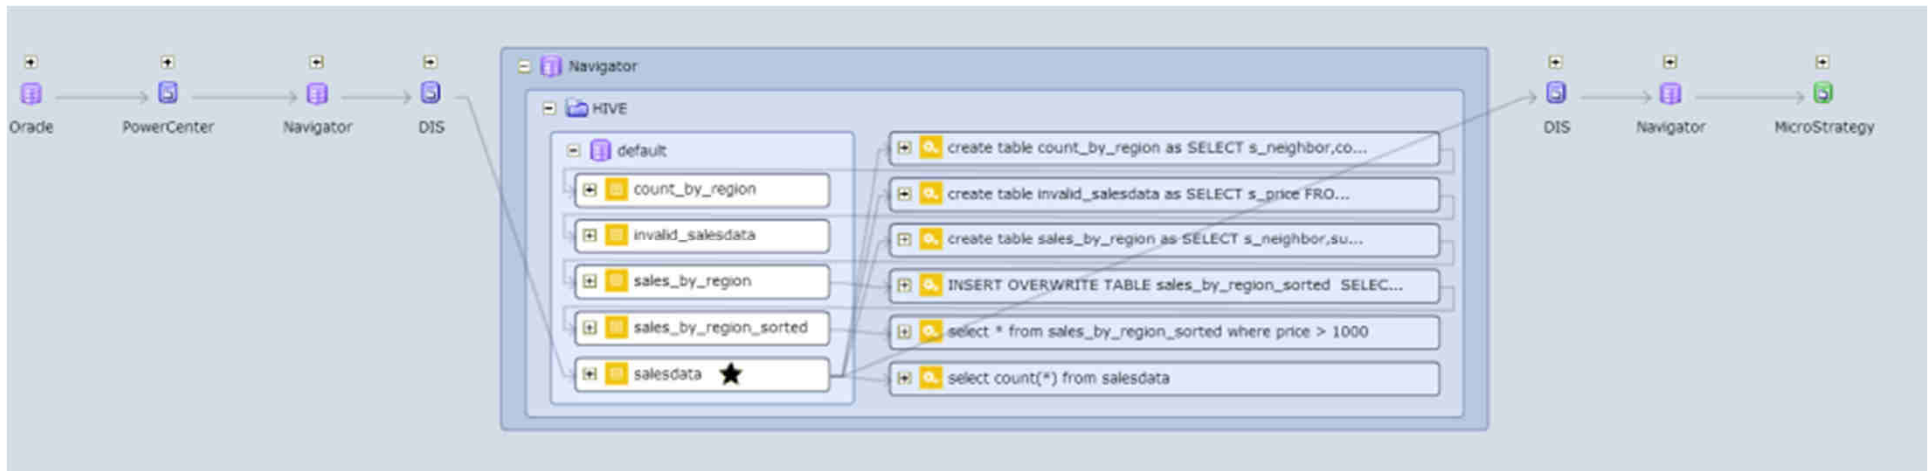 Oracle
PowerCenter
Navigator
DIS
Navigator
HIVE
default
count_by_region
invalid_salesdata
sales_by_region
sales_by_region_sorted
salesdata
create table count_by_region as SELECT s_neighbor,co...
create table invalid_salesdata as SELECT s_price FRO...
create table sales_by_region as SELECT s_neighbor,su...
INSERT OVERWRITE TABLE sales_by_region_sorted SELEC...
select * from sales_by_region_sorted where price > 1000
select count(*) from salesdata
DIS
Navigator
MicroStrategy